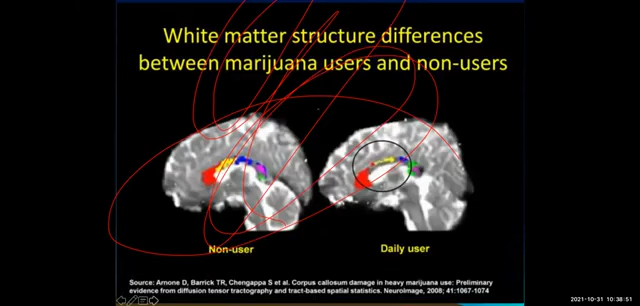 White matter structure differences
between marijuana users and non-users
Non-user
Daily user
Source: Arnone D, Barrick TR, Chengappa S et al. Corpus callosum damage in heavy marijuana use: Preliminary
evidence from diffusion tensor tractography and tract-based spatial statistics. NeuroImage, 2008; 41:1067-1074
2021-10-31 10:38:51